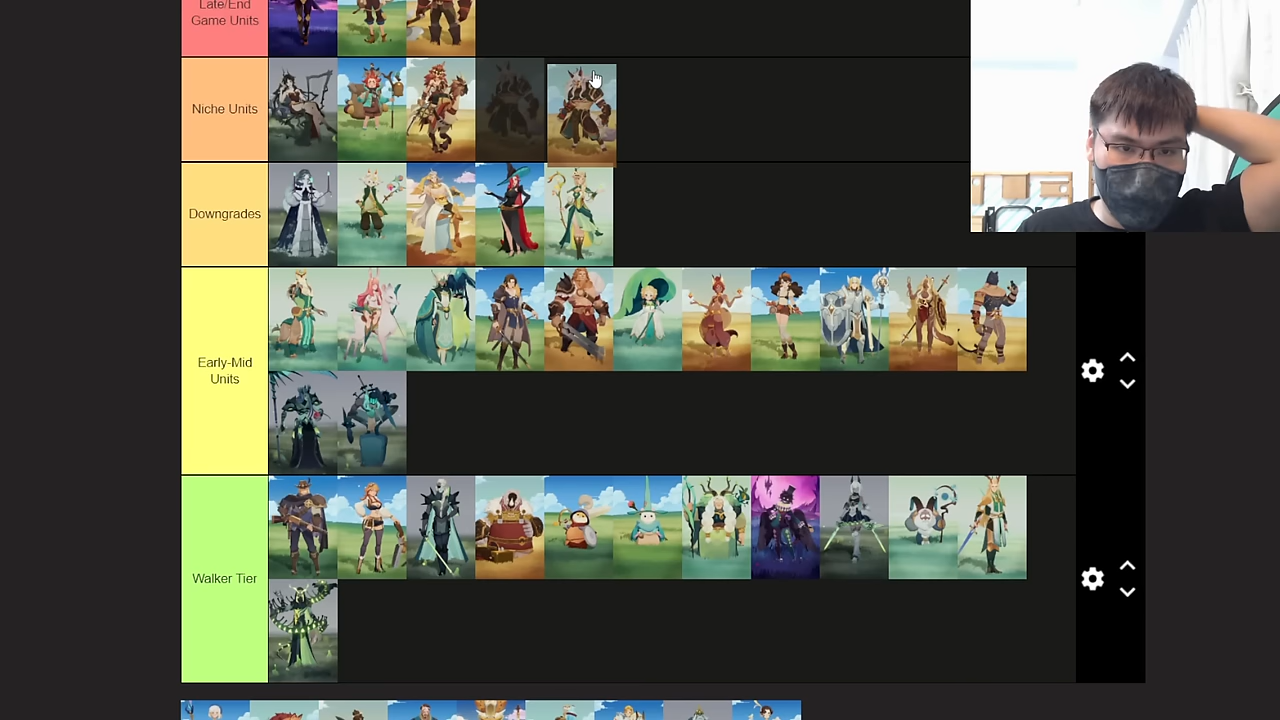 Late/End
Game Units
Niche Units
Downgrades
Early-Mid
Units
Walker Tier